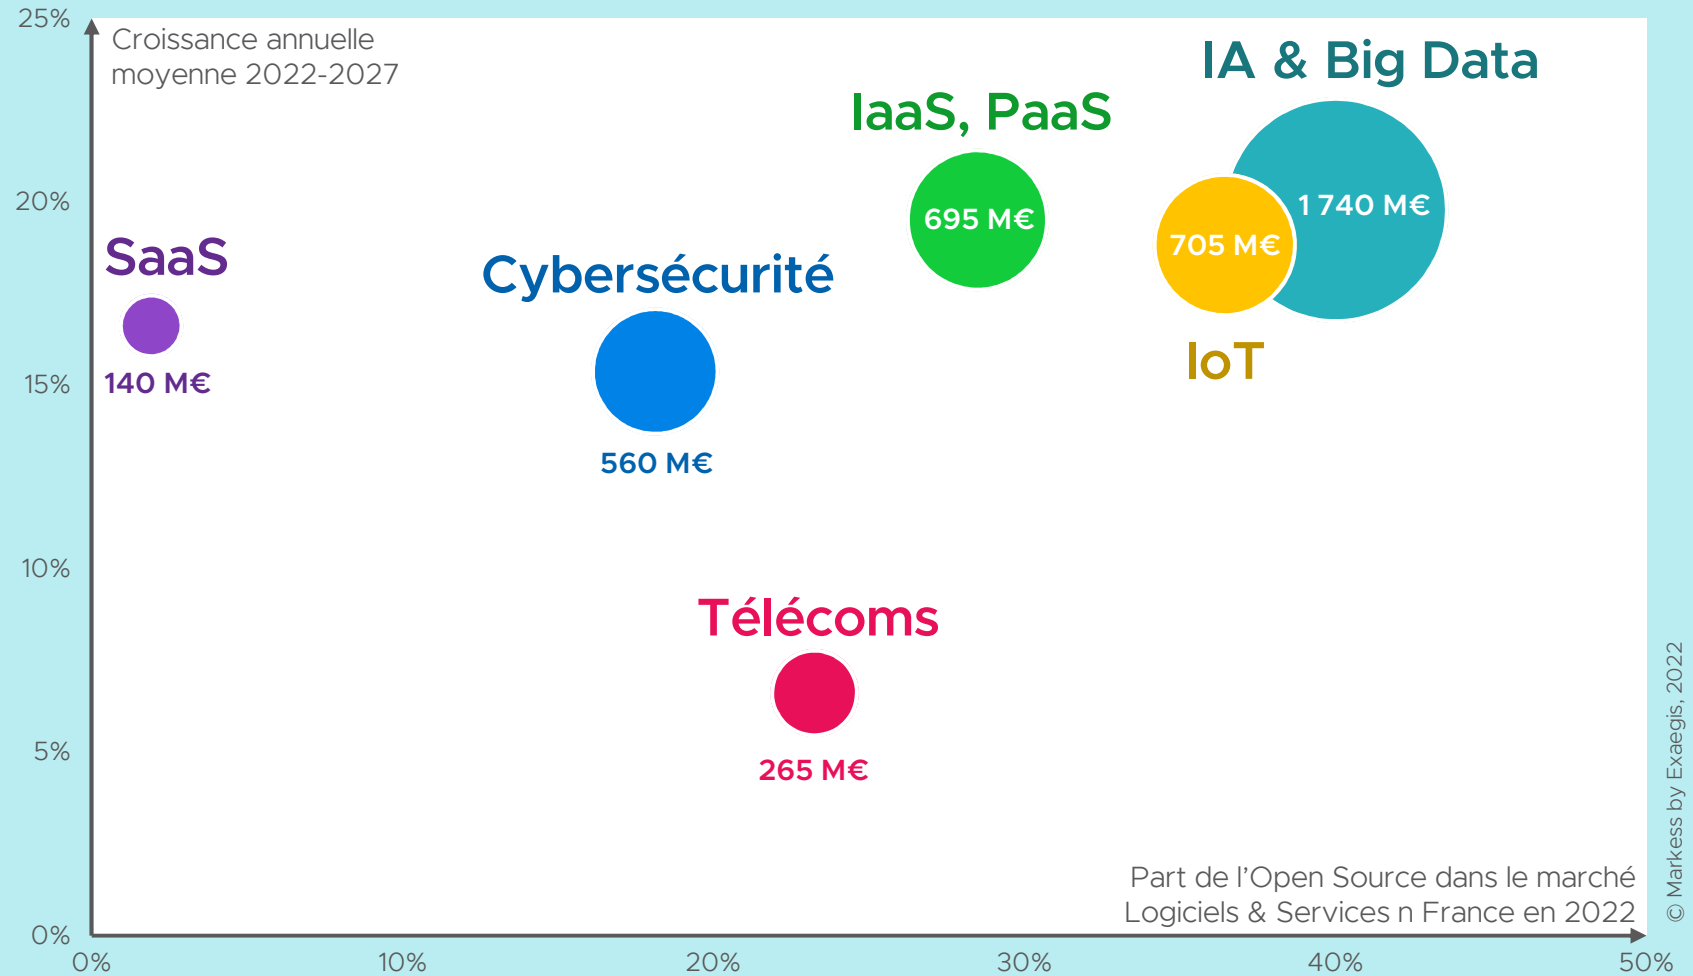 25%
Croissance annuelle
moyenne 2022-2027
IA & Big Data
IaaS, PaaS
20%
1 740 M€
695 M€
705 M€
SaaS
Cybersécurité
IoT
15%
140 M€
560 M€
10%
Télécoms
5%
265 M€
Part de l’Open Source dans le marché
Logiciels & Services n France en 2022
0%
0%
10%
20%
30%
40%
50%
© Markess by Exaegis, 2022